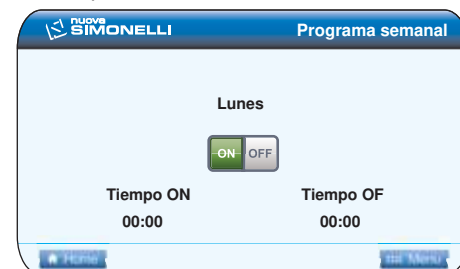 nuova
SIMONELLI
Programa semanal
Lunes
ON OFF
Tiempo ON Tiempo OF
00:00 00:00
Home Menu